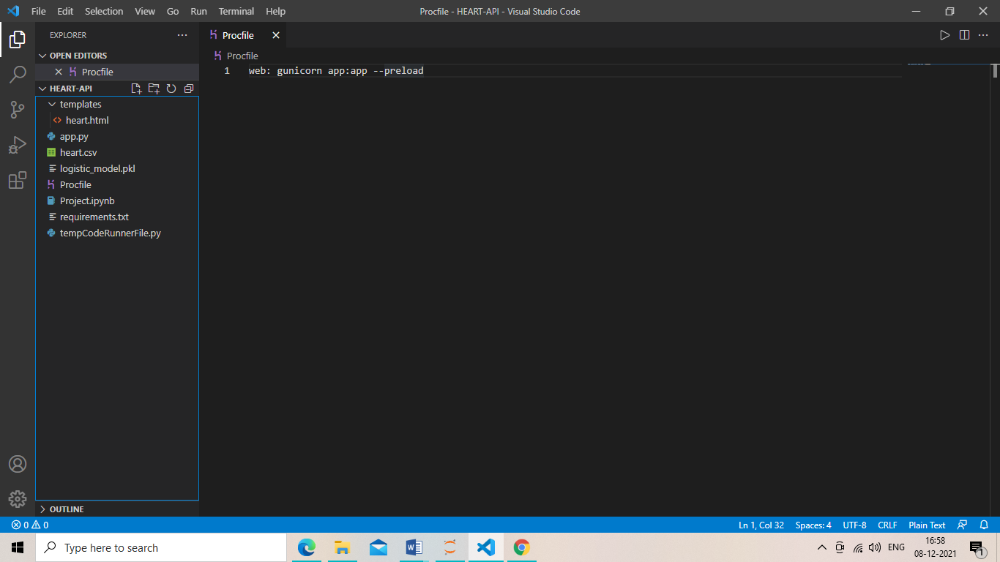 File Edit Selection View Go Run Terminal Help
Procfile - HEART-API - Visual Studio Code
EXPLORER
OPEN EDITORS
Procfile
HEART-API
templates
heart.html
app.py
heart.csv
logistic_model.pkl
Procfile
Project.ipynb
requirements.txt
tempCodeRunnerFile.py
OUTLINE
Procfile
Procfile
1 web: gunicorn app:app --preload
0 0
Ln 1, Col 32 Spaces: 4 UTF-8 CRLF Plain Text
Type here to search
W
ENG
16:58
08-12-2021
1